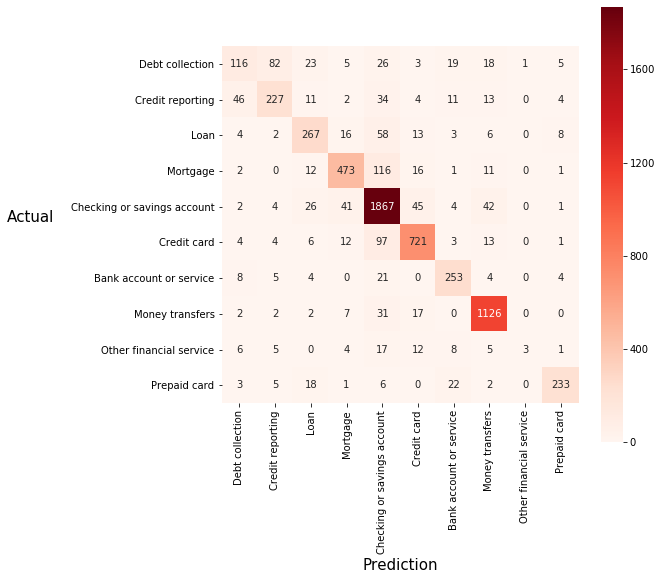 Debt collection 116 82 23 5 26 3 19 18 1 5
Credit reporting 46 227 11 2 34 4 11 13 0 4
Loan 4 2 267 16 58 13 3 6 0 8
Mortgage 2 0 12 473 116 16 1 11 0 1
Checking or savings account 2 4 26 41 1867 45 4 42 0 1
Credit card 4 4 6 12 97 721 3 13 0 1
Bank account or service 8 5 4 0 21 0 253 4 0 4
Money transfers 2 2 2 7 31 17 0 1126 0 0
Other financial service 6 5 0 4 17 12 8 5 3 1
Prepaid card 3 5 18 1 6 0 22 2 0 233
Actual
Debt collection
Credit reporting
Loan
Mortgage
Checking or savings account
Credit card
Bank account or service
Money transfers
Other financial service
Prepaid card
Prediction
1600
1200
800
400
0